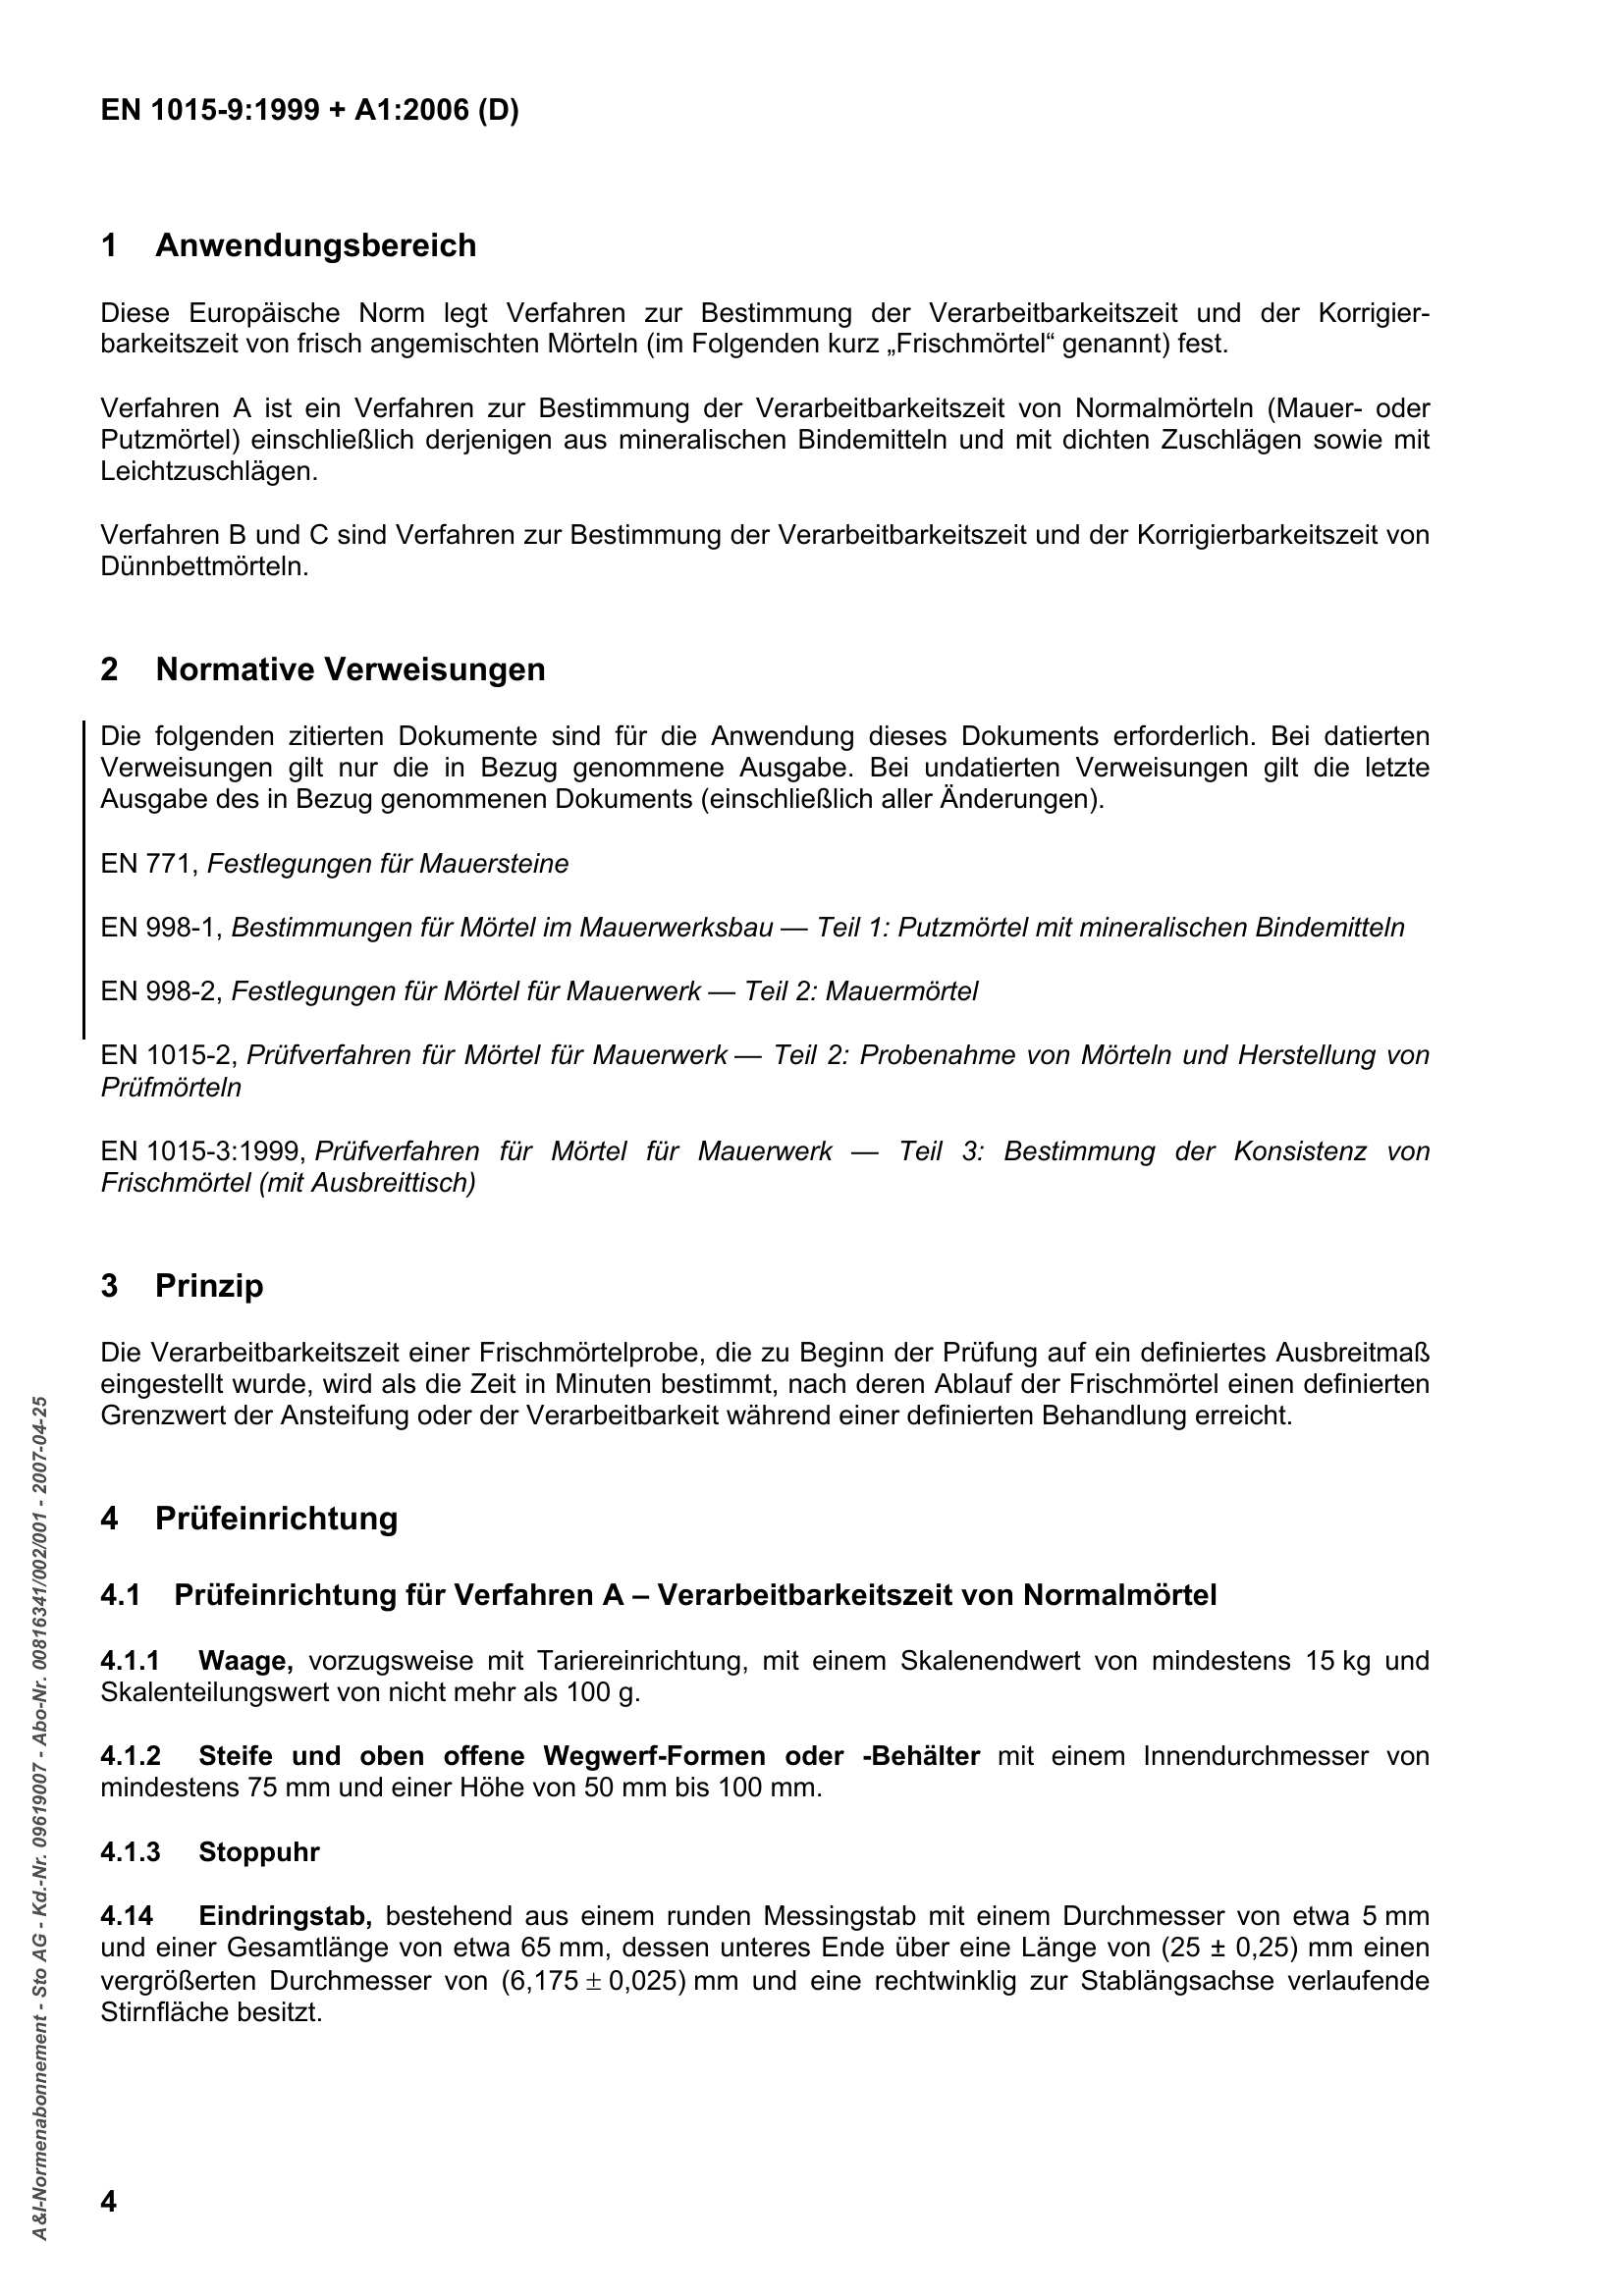 EN 1015-9:1999 + A1:2006 (D)
1 Anwendungsbereich
Diese Europäische Norm legt Verfahren zur Bestimmung der Verarbeitbarkeitszeit und der Korrigier-
barkeitszeit von frisch angemischten Mörteln (im Folgenden kurz „Frischmörtel“ genannt) fest.
Verfahren A ist ein Verfahren zur Bestimmung der Verarbeitbarkeitszeit von Normalmörteln (Mauer- oder
Putzmörtel) einschließlich derjenigen aus mineralischen Bindemitteln und mit dichten Zuschlägen sowie mit
Leichtzuschlägen.
Verfahren B und C sind Verfahren zur Bestimmung der Verarbeitbarkeitszeit und der Korrigierbarkeitszeit von
Dünnbettmörteln.
2 Normative Verweisungen
Die folgenden zitierten Dokumente sind für die Anwendung dieses Dokuments erforderlich. Bei datierten
Verweisungen gilt nur die in Bezug genommene Ausgabe. Bei undatierten Verweisungen gilt die letzte
Ausgabe des in Bezug genommenen Dokuments (einschließlich aller Änderungen).
EN 771, Festlegungen für Mauersteine
EN 998-1, Bestimmungen für Mörtel im Mauerwerksbau — Teil 1: Putzmörtel mit mineralischen Bindemitteln
EN 998-2, Festlegungen für Mörtel für Mauerwerk — Teil 2: Mauermörtel
EN 1015-2, Prüfverfahren für Mörtel für Mauerwerk — Teil 2: Probenahme von Mörteln und Herstellung von
Prüfmörteln
EN 1015-3:1999, Prüfverfahren für Mörtel für Mauerwerk — Teil 3: Bestimmung der Konsistenz von
Frischmörtel (mit Ausbreittisch)
3 Prinzip
Die Verarbeitbarkeitszeit einer Frischmörtelprobe, die zu Beginn der Prüfung auf ein definiertes Ausbreitmaß
eingestellt wurde, wird als die Zeit in Minuten bestimmt, nach deren Ablauf der Frischmörtel einen definierten
Grenzwert der Ansteifung oder der Verarbeitbarkeit während einer definierten Behandlung erreicht.
4 Prüfeinrichtung
4.1 Prüfeinrichtung für Verfahren A – Verarbeitbarkeitszeit von Normalmörtel
4.1.1 Waage, vorzugsweise mit Tariereinrichtung, mit einem Skalenendwert von mindestens 15 kg und
Skalenteilungswert von nicht mehr als 100 g.
4.1.2 Steife und oben offene Wegwerf-Formen oder -Behälter mit einem Innendurchmesser von
mindestens 75 mm und einer Höhe von 50 mm bis 100 mm.
4.1.3 Stoppuhr
4.14 Eindringstab, bestehend aus einem runden Messingstab mit einem Durchmesser von etwa 5 mm
und einer Gesamtlänge von etwa 65 mm, dessen unteres Ende über eine Länge von (25 ± 0,25) mm einen
vergrößerten Durchmesser von (6,175 ± 0,025) mm und eine rechtwinklig zur Stablängsachse verlaufende
Stirnfläche besitzt.
4
A&I-Normenabonnement - Sto AG - Kd.-Nr. 09619007 - Abo-Nr. 00816341/002/001 - 2007-04-25